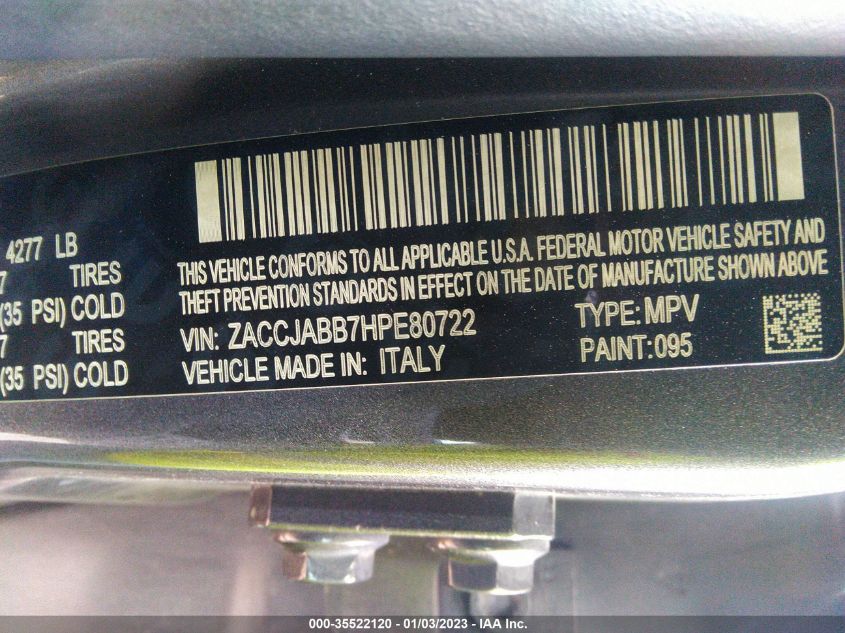 4277 LB
7 TIRES
(35 PSI) COLD
7 TIRES
(35 PSI) COLD
THIS VEHICLE CONFORMS TO ALL APPLICABLE U.S.A. FEDERAL MOTOR VEHICLE SAFETY AND
THEFT PREVENTION STANDARDS IN EFFECT ON THE DATE OF MANUFACTURE SHOWN ABOVE
VIN: ZACCJABB7HPE80722
TYPE: MPV
VEHICLE MADE IN: ITALY
PAINT: 095
000-35522120 - 01/03/2023 - IAA Inc.